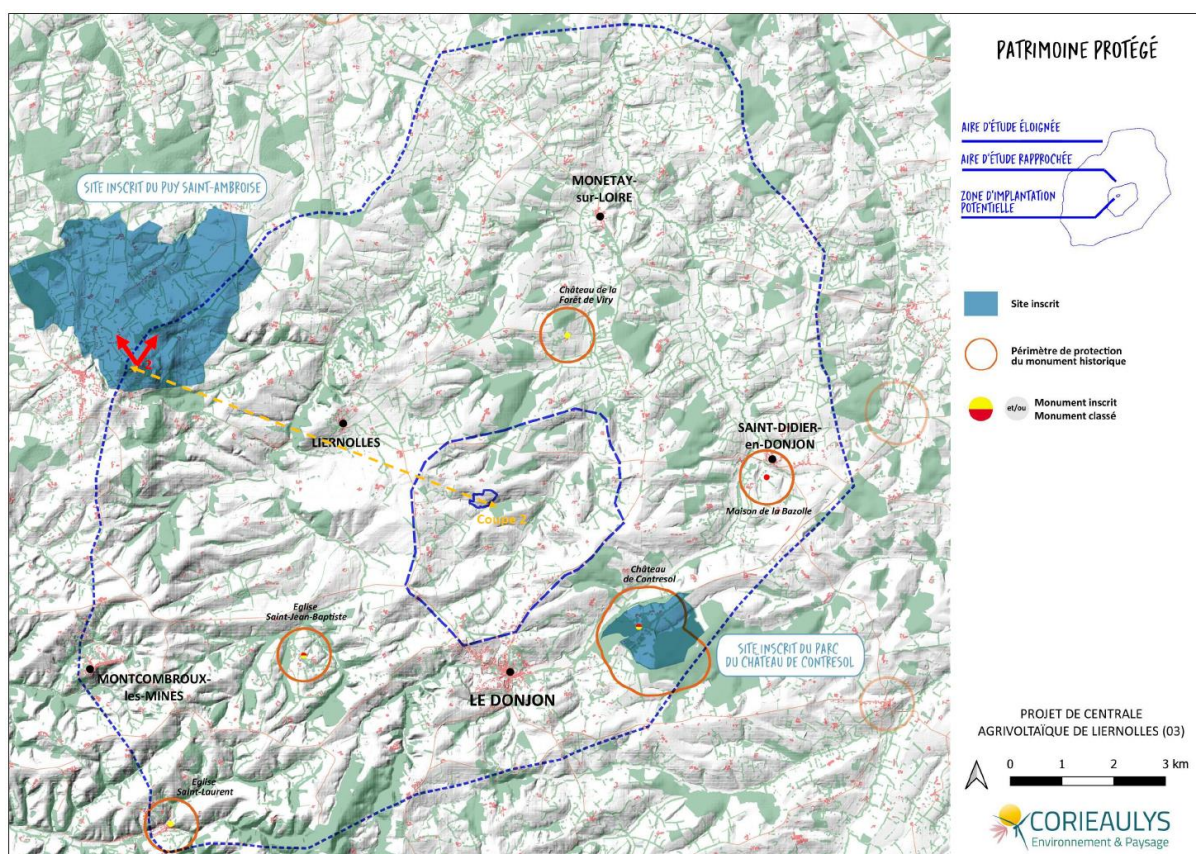 SITE INSCRIT DU PUY SAINT-AMBROISE
MONETAY-
sur-LOIRE
Château de la
Forêt de Viry
2
LIERNOLLES
SAINT-DIDIER-
en-DONJON
Maison de la Bazolle
Château
de Contresol
Eglise
Saint-Jean-Baptiste
SITE INSCRIT DU PARC
DU CHÂTEAU DE CONTRESOL
MONTCOMBROUX-
les-MINES
LE DONJON
Eglise
Saint-Laurent
PATRIMOINE PROTÉGÉ
AIRE D'ÉTUDE ÉLOIGNÉE
AIRE D'ÉTUDE RAPPROCHÉE
ZONE D'IMPLANTATION
POTENTIELLE
Site inscrit
Périmètre de protection
du monument historique
et/ou
Monument inscrit
Monument classé
PROJET DE CENTRALE
AGRIVOLTAÏQUE DE LIERNOLLES (03)
0 1 2 3 km
CORIEAULYS
Environnement & Paysage
Coupe